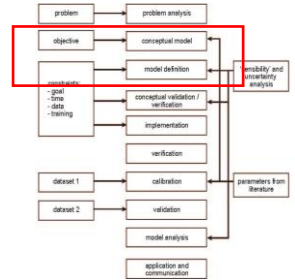 problem
problem analysis
objective
conceptual model
model definition
constraints:
- goal
- time
- data
- training
'sensibility' and
uncertainty
analysis
conceptual validation /
verification
implementation
verification
dataset 1
calibration
parameters from
literature
dataset 2
validation
model analysis
application and
communication